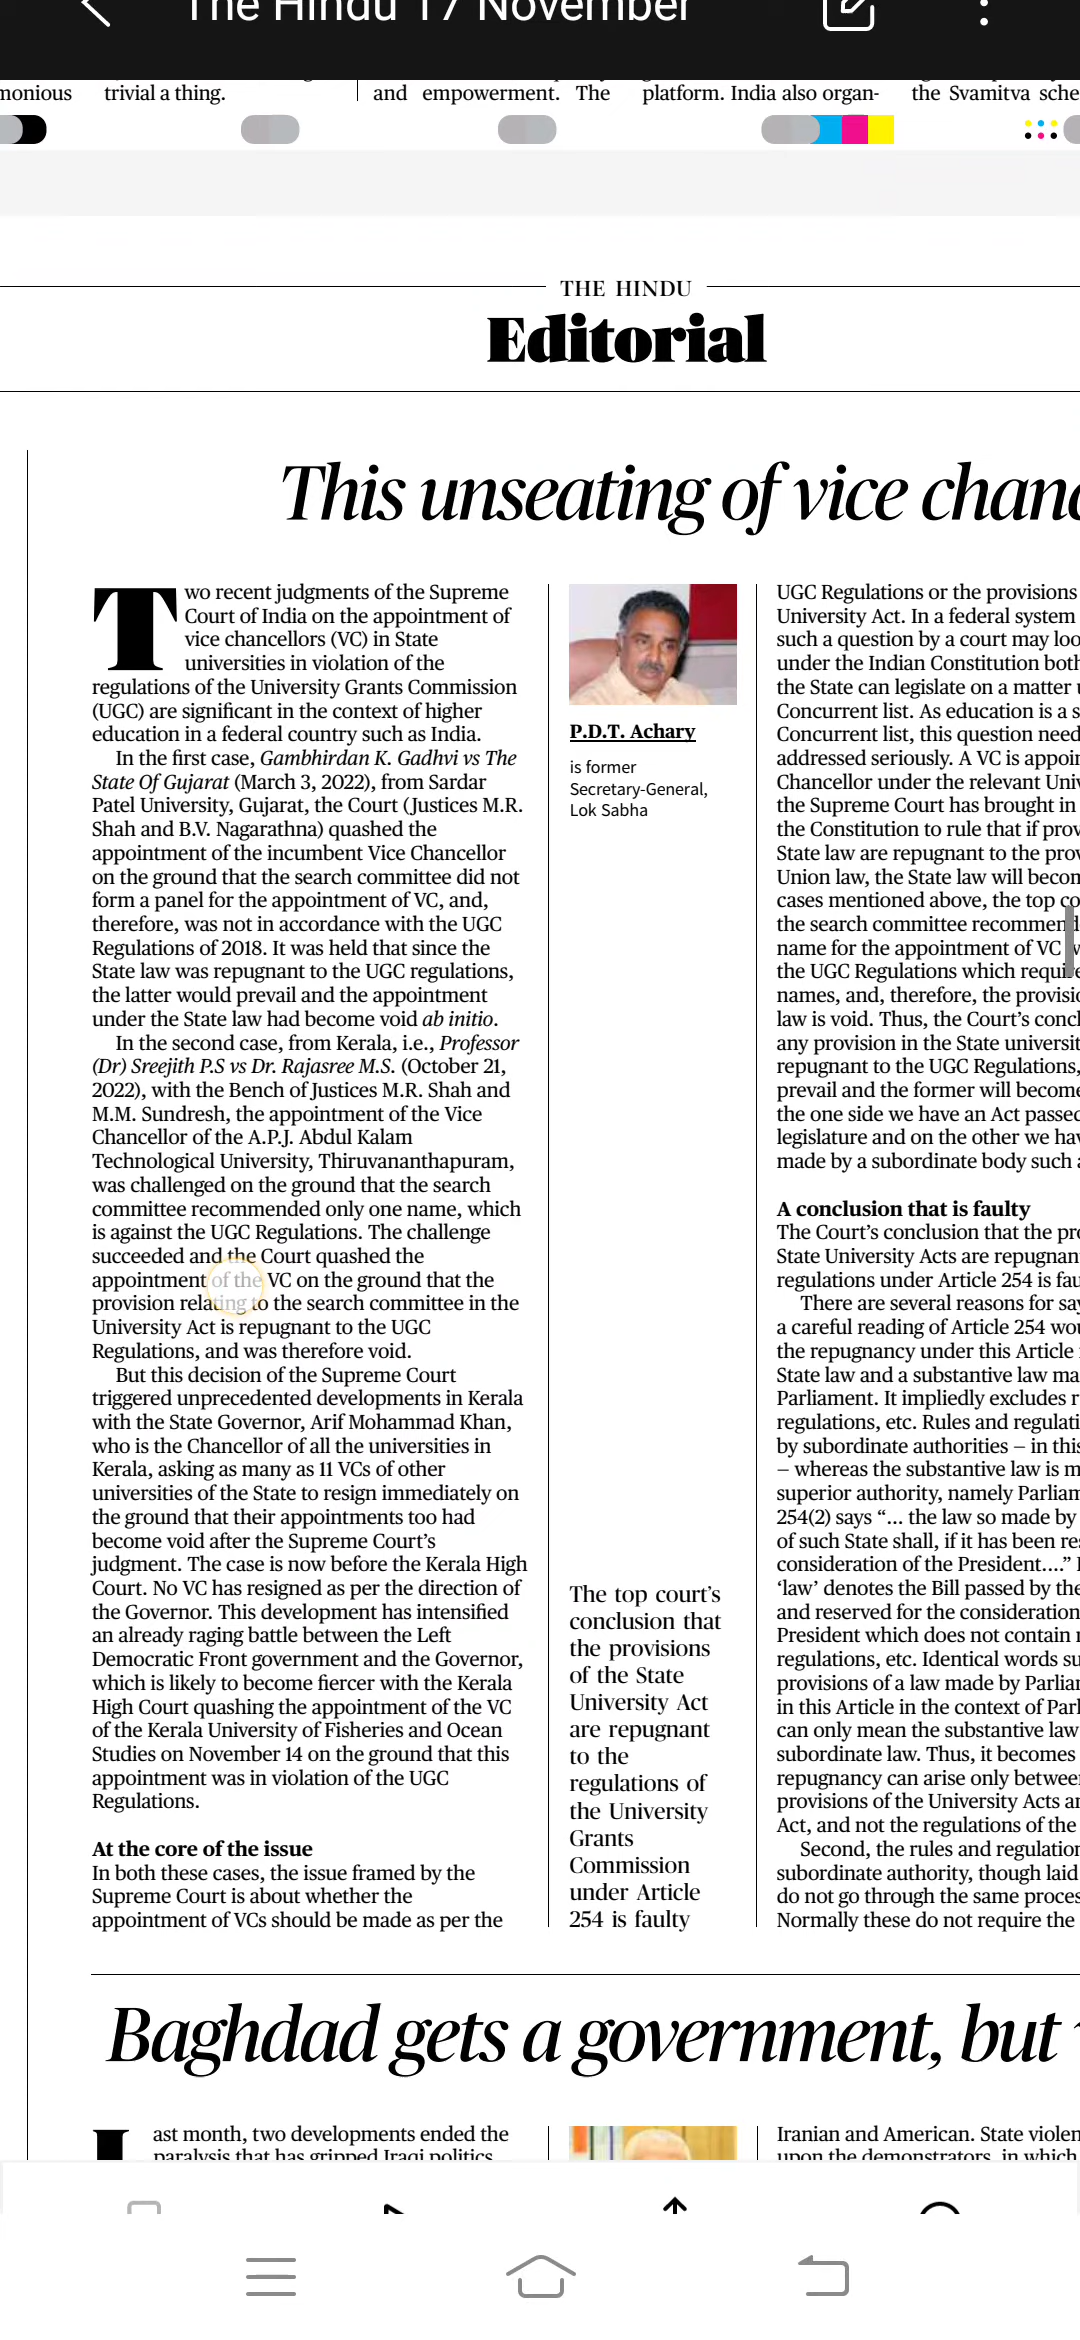 The Hindu 17 November
monious trivial a thing.
and empowerment. The platform. India also organ- the Svamitva sche
THE HINDU
Editorial
This unseating of vice chanc
Two recent judgments of the Supreme
Court of India on the appointment of
vice chancellors (VC) in State
universities in violation of the
regulations of the University Grants Commission
(UGC) are significant in the context of higher
education in a federal country such as India.
In the first case, Gambhirdan K. Gadhvi vs The
State Of Gujarat (March 3, 2022), from Sardar
Patel University, Gujarat, the Court (Justices M.R.
Shah and B.V. Nagarathna) quashed the
appointment of the incumbent Vice Chancellor
on the ground that the search committee did not
form a panel for the appointment of VC, and,
therefore, was not in accordance with the UGC
Regulations of 2018. It was held that since the
State law was repugnant to the UGC regulations,
the latter would prevail and the appointment
under the State law had become void ab initio.
In the second case, from Kerala, i.e., Professor
(Dr) Sreejith P.S vs Dr. Rajasree M.S. (October 21,
2022), with the Bench of Justices M.R. Shah and
M.M. Sundresh, the appointment of the Vice
Chancellor of the A.P.J. Abdul Kalam
Technological University, Thiruvananthapuram,
was challenged on the ground that the search
committee recommended only one name, which
is against the UGC Regulations. The challenge
succeeded and the Court quashed the
appointment of the VC on the ground that the
provision relating to the search committee in the
University Act is repugnant to the UGC
Regulations, and was therefore void.
But this decision of the Supreme Court
triggered unprecedented developments in Kerala
with the State Governor, Arif Mohammad Khan,
who is the Chancellor of all the universities in
Kerala, asking as many as 11 VCs of other
universities of the State to resign immediately on
the ground that their appointments too had
become void after the Supreme Court's
judgment. The case is now before the Kerala High
Court. No VC has resigned as per the direction of
the Governor. This development has intensified
an already raging battle between the Left
Democratic Front government and the Governor,
which is likely to become fiercer with the Kerala
High Court quashing the appointment of the VC
of the Kerala University of Fisheries and Ocean
Studies on November 14 on the ground that this
appointment was in violation of the UGC
Regulations.
At the core of the issue
In both these cases, the issue framed by the
Supreme Court is about whether the
appointment of VCs should be made as per the
P.D.T. Achary
is former
Secretary-General,
Lok Sabha
The top court's
conclusion that
the provisions
of the State
University Act
are repugnant
to the
regulations of
the University
Grants
Commission
under Article
254 is faulty
UGC Regulations or the provisions
University Act. In a federal system
such a question by a court may loo
under the Indian Constitution both
the State can legislate on a matter u
Concurrent list. As education is a s
Concurrent list, this question need
addressed seriously. A VC is appoin
Chancellor under the relevant Univ
the Supreme Court has brought in
the Constitution to rule that if prov
State law are repugnant to the prov
Union law, the State law will becom
cases mentioned above, the top co
the search committee recommende
name for the appointment of VC w
the UGC Regulations which require
names, and, therefore, the provisio
law is void. Thus, the Court's concl
any provision in the State universit
repugnant to the UGC Regulations,
prevail and the former will become
the one side we have an Act passed
legislature and on the other we hav
made by a subordinate body such a
A conclusion that is faulty
The Court's conclusion that the pro
State University Acts are repugnant
regulations under Article 254 is fau
There are several reasons for say
a careful reading of Article 254 wou
the repugnancy under this Article
State law and a substantive law ma
Parliament. It impliedly excludes r
regulations, etc. Rules and regulati
by subordinate authorities – in this
– whereas the substantive law is m
superior authority, namely Parliam
254(2) says “... the law so made by
of such State shall, if it has been res
consideration of the President....”
‘law’ denotes the Bill passed by the
and reserved for the consideration
President which does not contain r
regulations, etc. Identical words su
provisions of a law made by Parliam
in this Article in the context of Parl
can only mean the substantive law
subordinate law. Thus, it becomes
repugnancy can arise only between
provisions of the University Acts an
Act, and not the regulations of the
Second, the rules and regulation
subordinate authority, though laid
do not go through the same proces
Normally these do not require the
Baghdad gets a government, but
Last month, two developments ended the
paralysis that has gripped Iraqi politics
Iranian and American. State violen
upon the demonstrators, in which